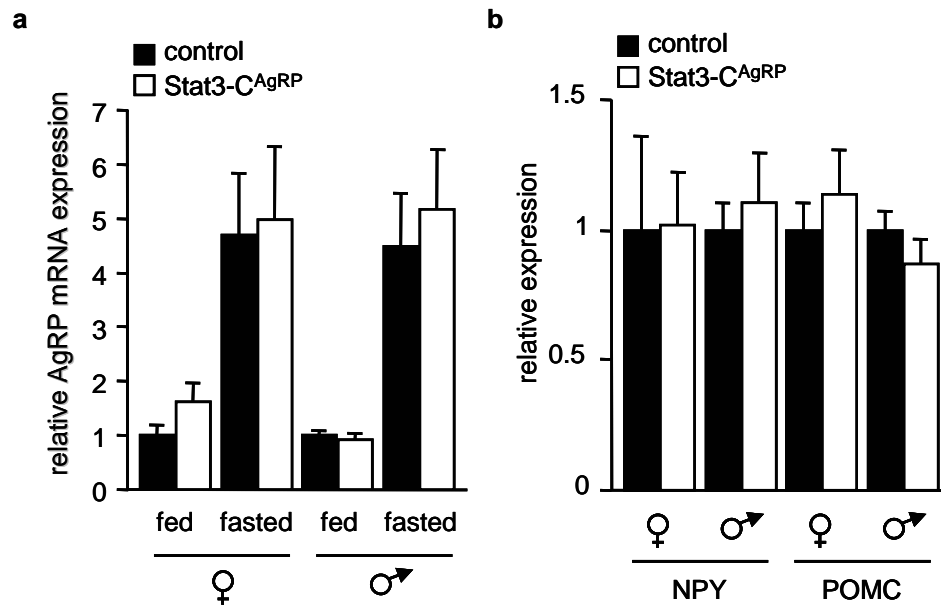 a
control
Stat3-C^AgRP
relative AgRP mRNA expression
7
6
5
4
3
2
1
0
fed fasted fed fasted
♀ ♂
b
control
Stat3-C^AgRP
relative expression
1.5
1
0.5
0
♀ ♂ ♀ ♂
NPY POMC